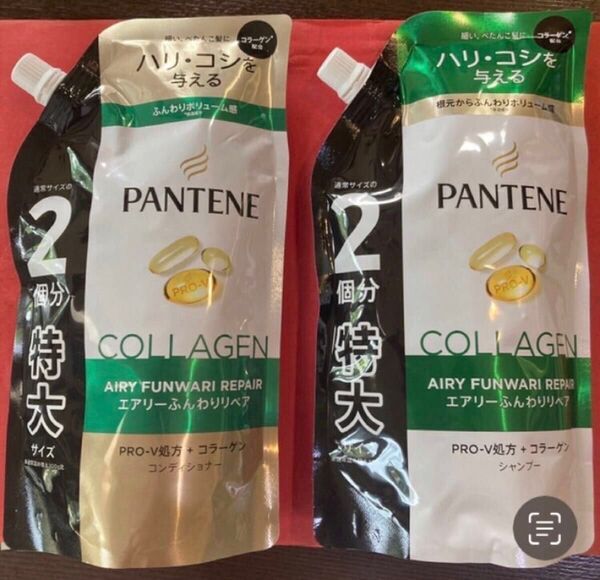 細い、ぺたんこ髪に
コラーゲン*
配合
ハリ・コシを
与える
ふんわりボリューム感
通常サイズの
2
個分
特大
サイズ
PANTENE
PRO-V
COLLAGEN
AIRY FUNWARI REPAIR
エアリーふんわりリペア
PRO-V処方 + コラーゲン
コンディショナー
細い、ぺたんこ髪に
コラーゲン*
配合
ハリ・コシを
与える
根元からふんわりボリューム感
通常サイズの
2
個分
特大
PANTENE
PRO-V
COLLAGEN
AIRY FUNWARI REPAIR
エアリーふんわりリペア
PRO-V処方 + コラーゲン
シャンプー